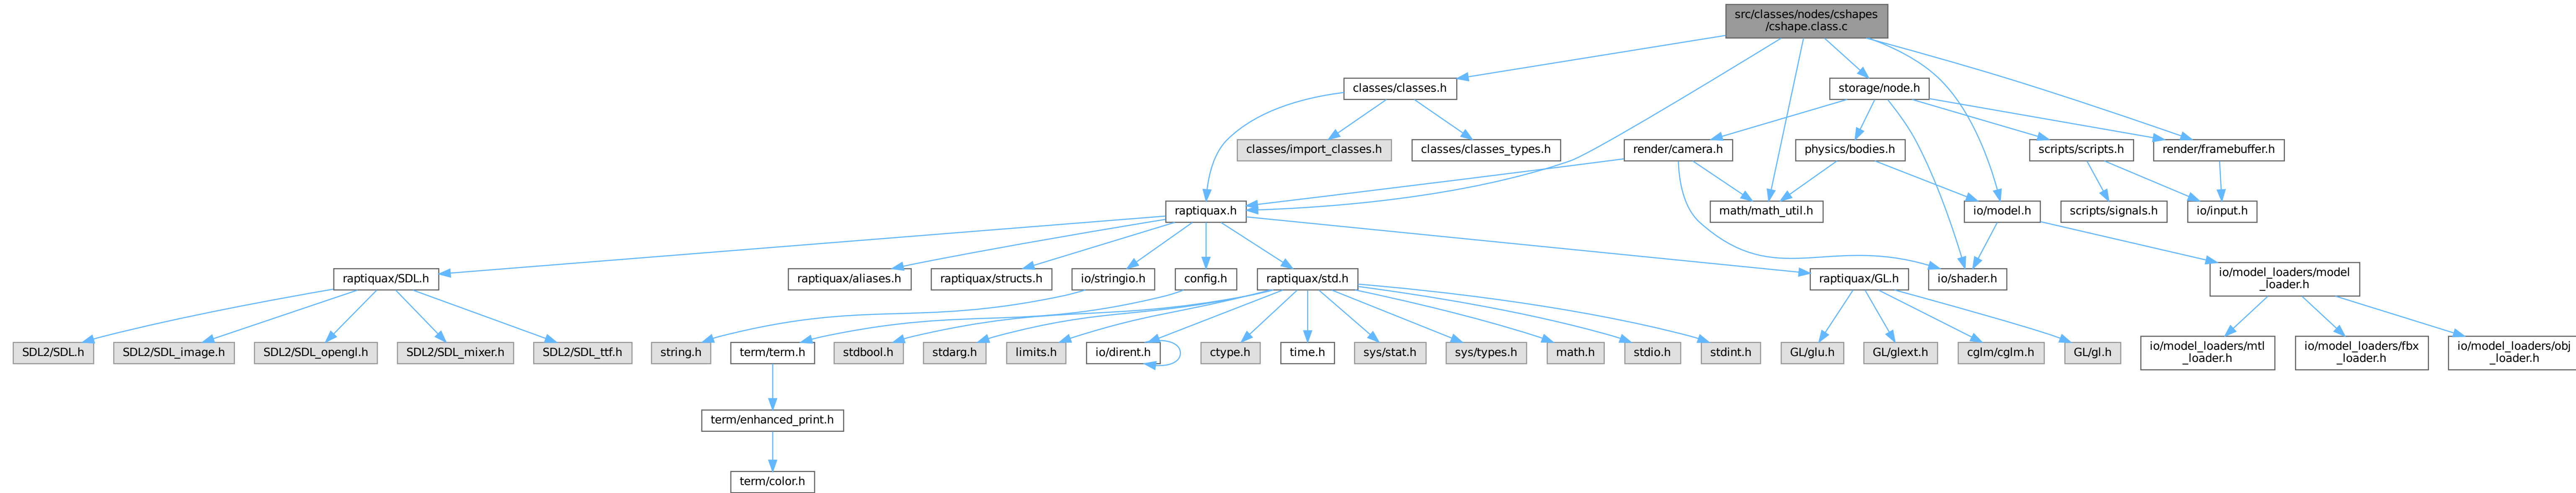 src/classes/nodes/cshapes
/cshape.class.c
classes/classes.h
storage/node.h
classes/import_classes.h
classes/classes_types.h
render/camera.h
physics/bodies.h
scripts/scripts.h
render/framebuffer.h
raptiquax.h
math/math_util.h
io/model.h
scripts/signals.h
io/input.h
raptiquax/SDL.h
raptiquax/aliases.h
raptiquax/structs.h
io/stringio.h
config.h
raptiquax/std.h
raptiquax/GL.h
io/shader.h
io/model_loaders/model
_loader.h
SDL2/SDL.h
SDL2/SDL_image.h
SDL2/SDL_opengl.h
SDL2/SDL_mixer.h
SDL2/SDL_ttf.h
string.h
term/term.h
stdbool.h
stdarg.h
limits.h
io/dirent.h
ctype.h
time.h
sys/stat.h
sys/types.h
math.h
stdio.h
stdint.h
GL/glu.h
GL/glext.h
cglm/cglm.h
GL/gl.h
io/model_loaders/mtl
_loader.h
io/model_loaders/fbx
_loader.h
io/model_loaders/obj
_loader.h
term/enhanced_print.h
term/color.h